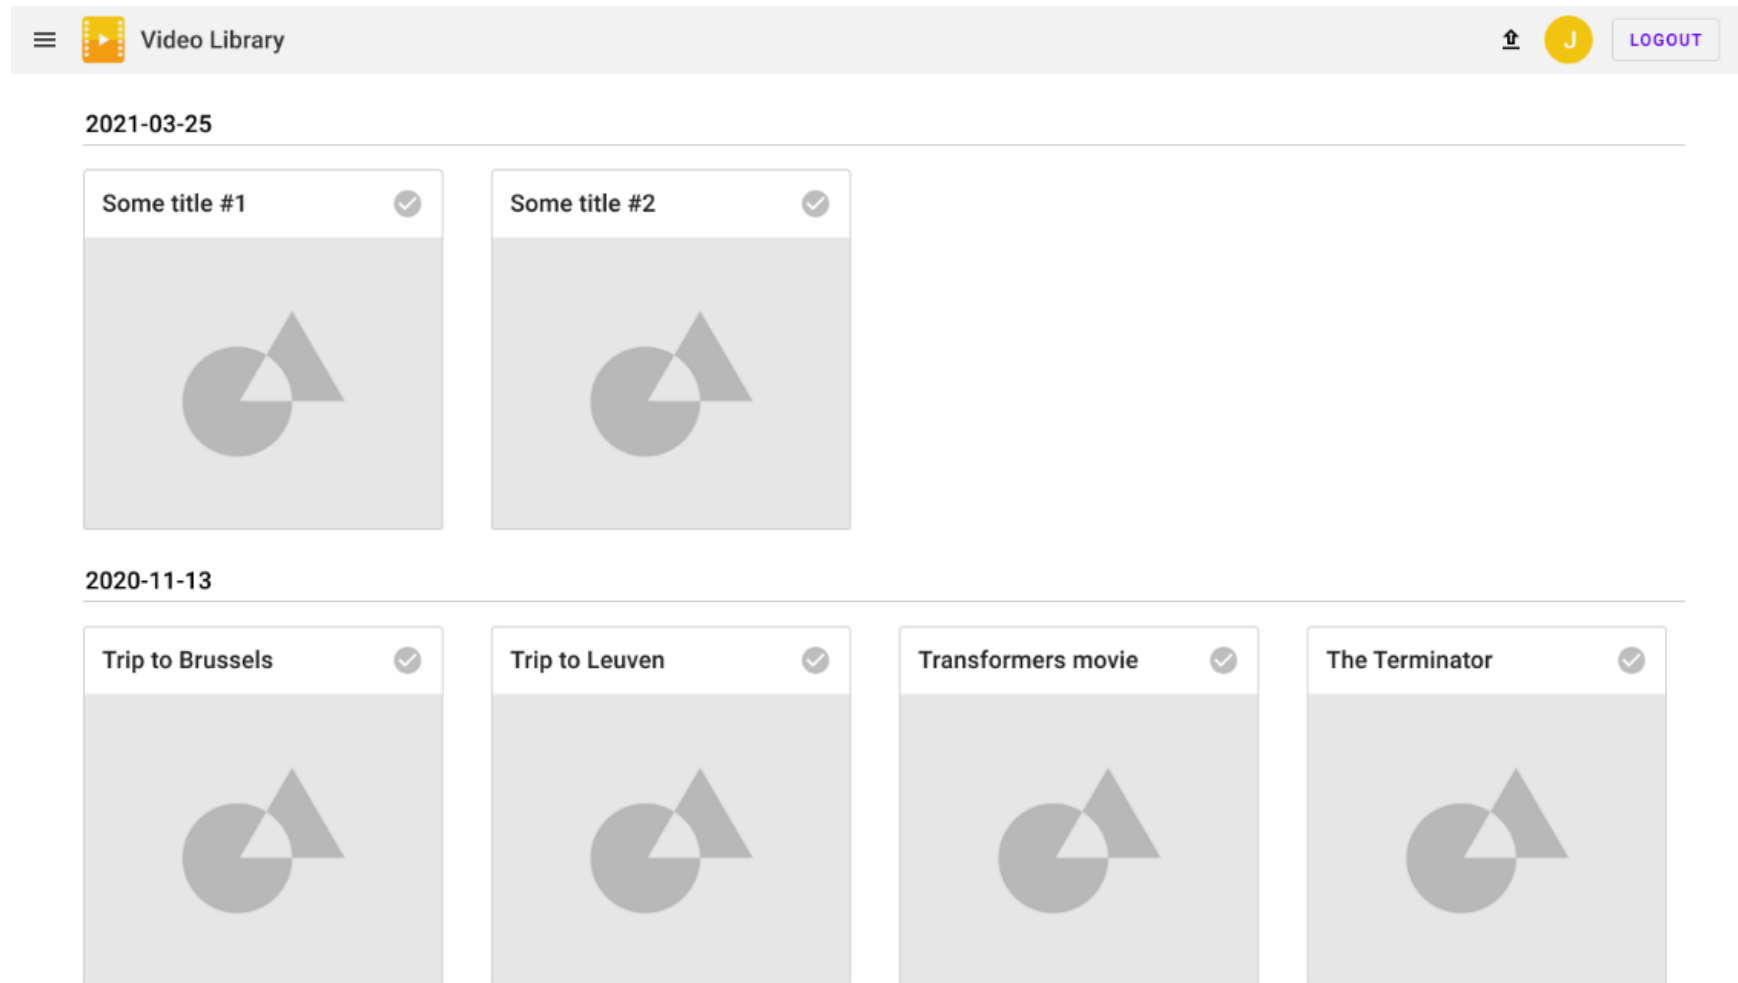 Video Library
J
LOGOUT
2021-03-25
Some title #1
Some title #2
2020-11-13
Trip to Brussels
Trip to Leuven
Transformers movie
The Terminator